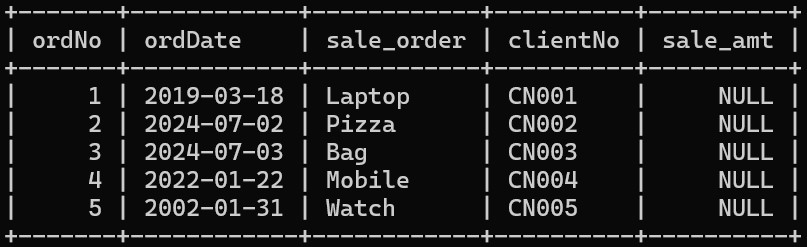 +-------+------------+------------+----------+----------+
| ordNo | ordDate    | sale_order | clientNo | sale_amt |
+-------+------------+------------+----------+----------+
|     1 | 2019-03-18 | Laptop     | CN001    |     NULL |
|     2 | 2024-07-02 | Pizza      | CN002    |     NULL |
|     3 | 2024-07-03 | Bag        | CN003    |     NULL |
|     4 | 2022-01-22 | Mobile     | CN004    |     NULL |
|     5 | 2002-01-31 | Watch      | CN005    |     NULL |
+-------+------------+------------+----------+----------+